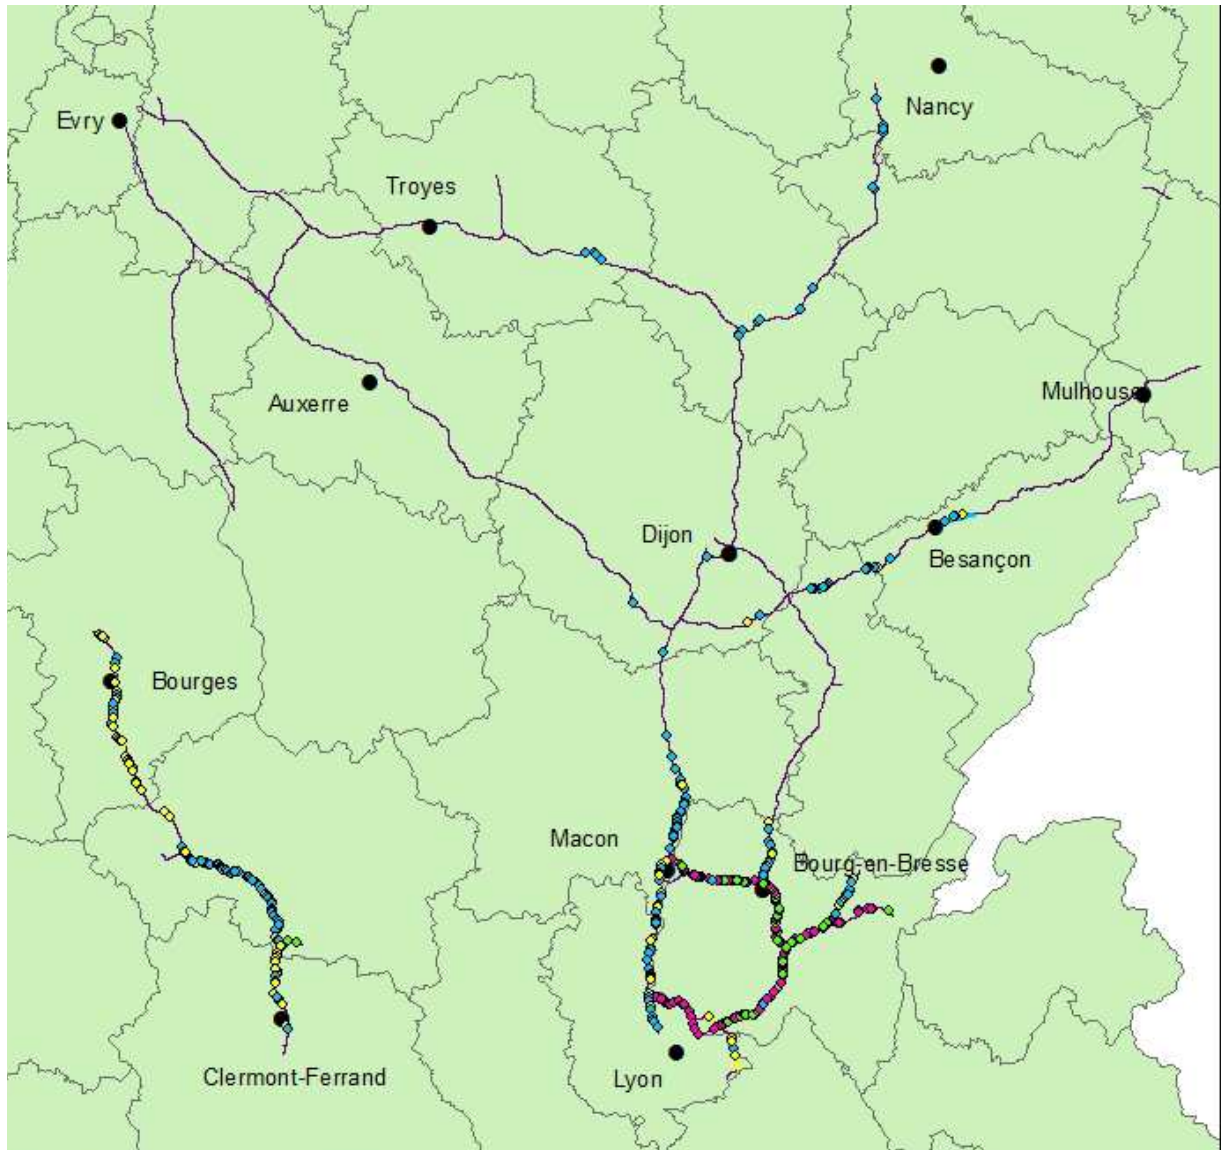 Nancy
Evry
Troyes
Mulhouse
Auxerre
Dijon
Besançon
Bourges
Macon
Bourg-en-Bresse
Clermont-Ferrand
Lyon